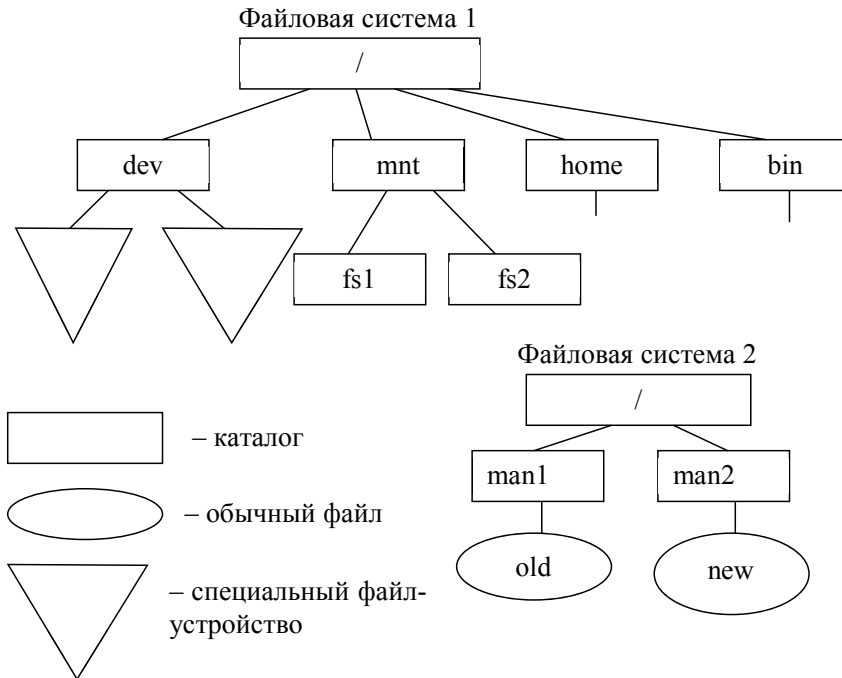 Файловая система 1
/
dev mnt home bin
fs1 fs2
Файловая система 2
/
– каталог
man1 man2
– обычный файл
old new
– специальный файл-
устройство